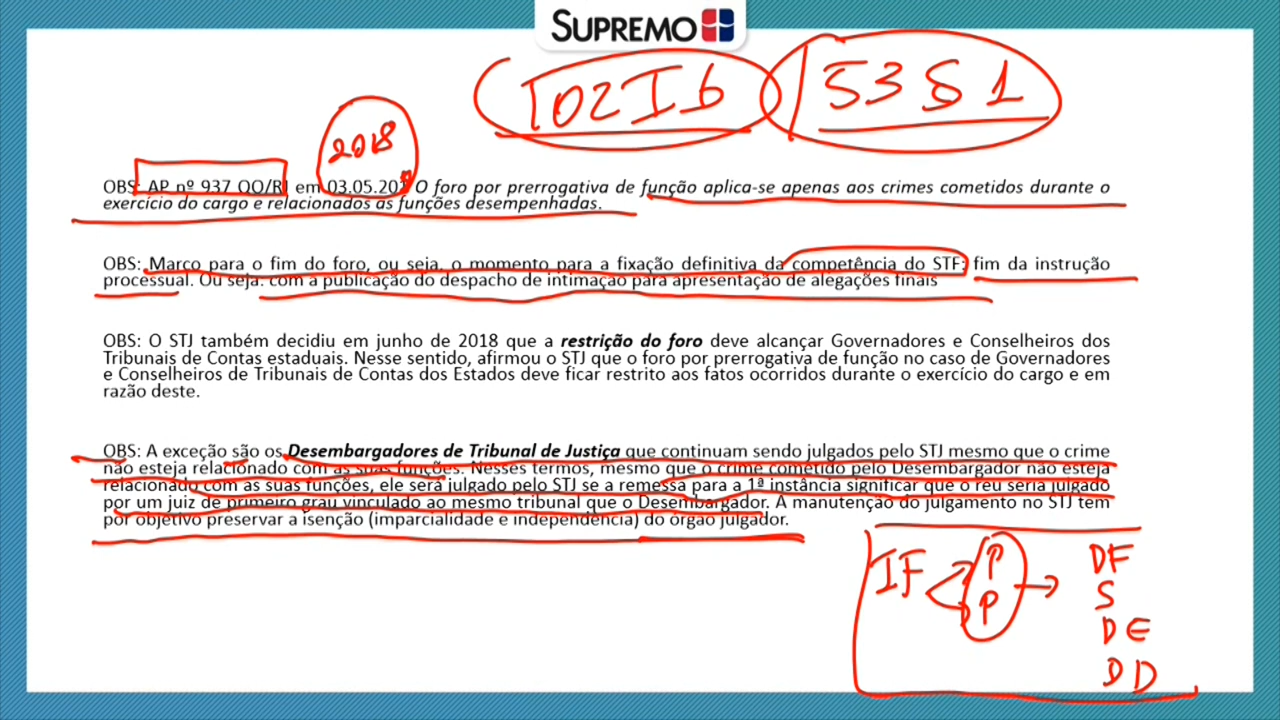 SUPREMO
I02I6 5351
2018
OBS: AP nº 937 QO/RJ em 03.05.201 O foro por prerrogativa de função aplica-se apenas aos crimes cometidos durante o
exercício do cargo e relacionados às funções desempenhadas.
OBS: Marco para o fim do foro, ou seja, o momento para a fixação definitiva da competência do STF: fim da instrução
processual. Ou seja: com a publicação do despacho de intimação para apresentação de alegações finais
OBS: O STJ também decidiu em junho de 2018 que a restrição do foro deve alcançar Governadores e Conselheiros dos
Tribunais de Contas estaduais. Nesse sentido, afirmou o STJ que o foro por prerrogativa de função no caso de Governadores
e Conselheiros de Tribunais de Contas dos Estados deve ficar restrito aos fatos ocorridos durante o exercício do cargo e em
razão deste.
OBS: A exceção são os Desembargadores de Tribunal de Justiça que continuam sendo julgados pelo STJ mesmo que o crime
não esteja relacionado com as suas funções. Nesses termos, mesmo que o crime cometido pelo Desembargador não esteja
relacionado com as suas funções, ele será julgado pelo STJ se a remessa para a 1ª instância significar que o réu seria julgado
por um juiz de primeiro grau vinculado ao mesmo tribunal que o Desembargador. A manutenção do julgamento no STJ tem
por objetivo preservar a isenção (imparcialidade e independência) do órgão julgador.
IF
P
DF
S
DE
DD